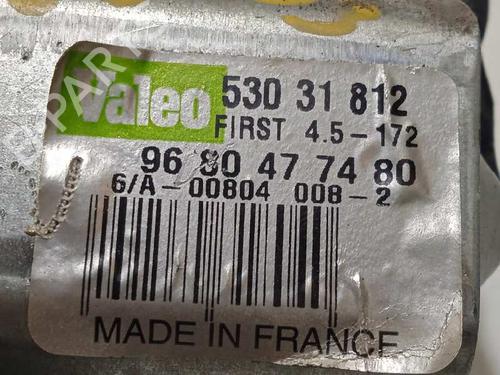 Valeo 530 31 812
FIRST 4.5-172
96 80 47 74 80
6/A-00804 008-2
MADE IN FRANCE